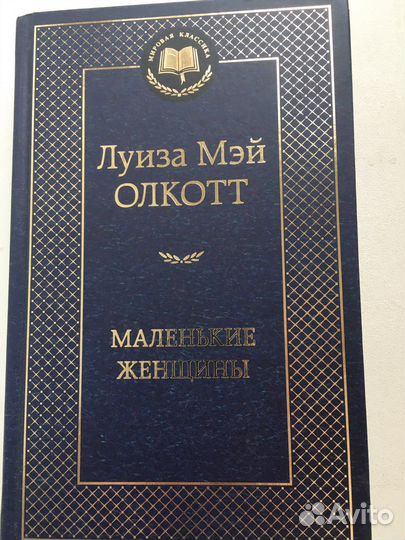 МИРОВАЯ КЛАССИКА
Луиза Мэй
ОЛКОТТ
МАЛЕНЬКИЕ
ЖЕНЩИНЫ
Avito